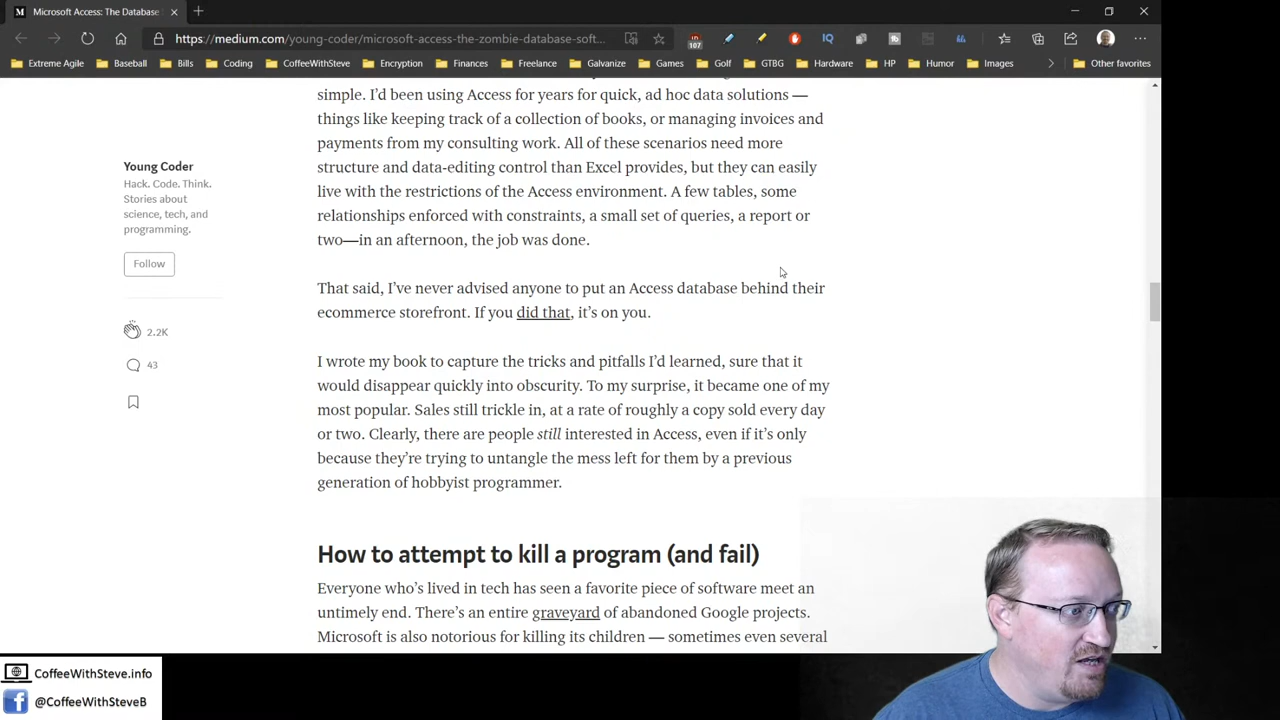 Microsoft Access: The Database
https://medium.com/young-coder/microsoft-access-the-zombie-database-soft...
107
IQ
Extreme Agile
Baseball
Bills
Coding
CoffeeWithSteve
Encryption
Finances
Freelance
Galvanize
Games
Golf
GTBG
Hardware
HP
Humor
Images
Other favorites
simple. I'd been using Access for years for quick, ad hoc data solutions —
things like keeping track of a collection of books, or managing invoices and
payments from my consulting work. All of these scenarios need more
structure and data-editing control than Excel provides, but they can easily
live with the restrictions of the Access environment. A few tables, some
relationships enforced with constraints, a small set of queries, a report or
two—in an afternoon, the job was done.
Young Coder
Hack. Code. Think.
Stories about
science, tech, and
programming.
Follow
2.2K
43
That said, I've never advised anyone to put an Access database behind their
ecommerce storefront. If you did that, it's on you.
I wrote my book to capture the tricks and pitfalls I'd learned, sure that it
would disappear quickly into obscurity. To my surprise, it became one of my
most popular. Sales still trickle in, at a rate of roughly a copy sold every day
or two. Clearly, there are people still interested in Access, even if it's only
because they're trying to untangle the mess left for them by a previous
generation of hobbyist programmer.
How to attempt to kill a program (and fail)
Everyone who's lived in tech has seen a favorite piece of software meet an
untimely end. There's an entire graveyard of abandoned Google projects.
Microsoft is also notorious for killing its children — sometimes even several
CoffeeWithSteve.info
@CoffeeWithSteveB